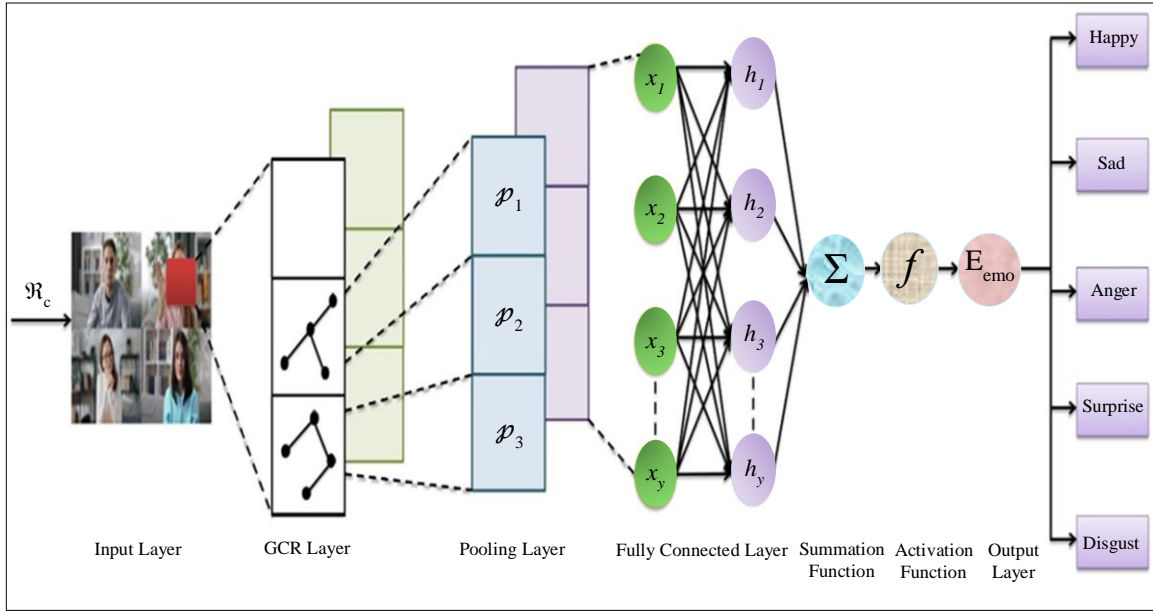 ℜc
𝓅1
𝓅2
𝓅3
x1
x2
x3
xy
h1
h2
h3
hy
Σ
f
Eemo
Happy
Sad
Anger
Surprise
Disgust
Input Layer
GCR Layer
Pooling Layer
Fully Connected Layer
Summation
Function
Activation
Function
Output
Layer